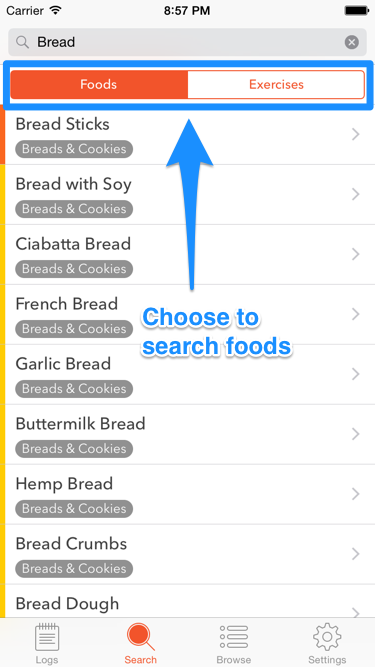 Carrier 8:57 PM
Bread
Foods Exercises
Bread Sticks
Breads & Cookies
Bread with Soy
Breads & Cookies
Ciabatta Bread
Breads & Cookies
French Bread
Breads & Cookies
Choose to
search foods
Garlic Bread
Breads & Cookies
Buttermilk Bread
Breads & Cookies
Hemp Bread
Breads & Cookies
Bread Crumbs
Breads & Cookies
Bread Dough
Logs Search Browse Settings